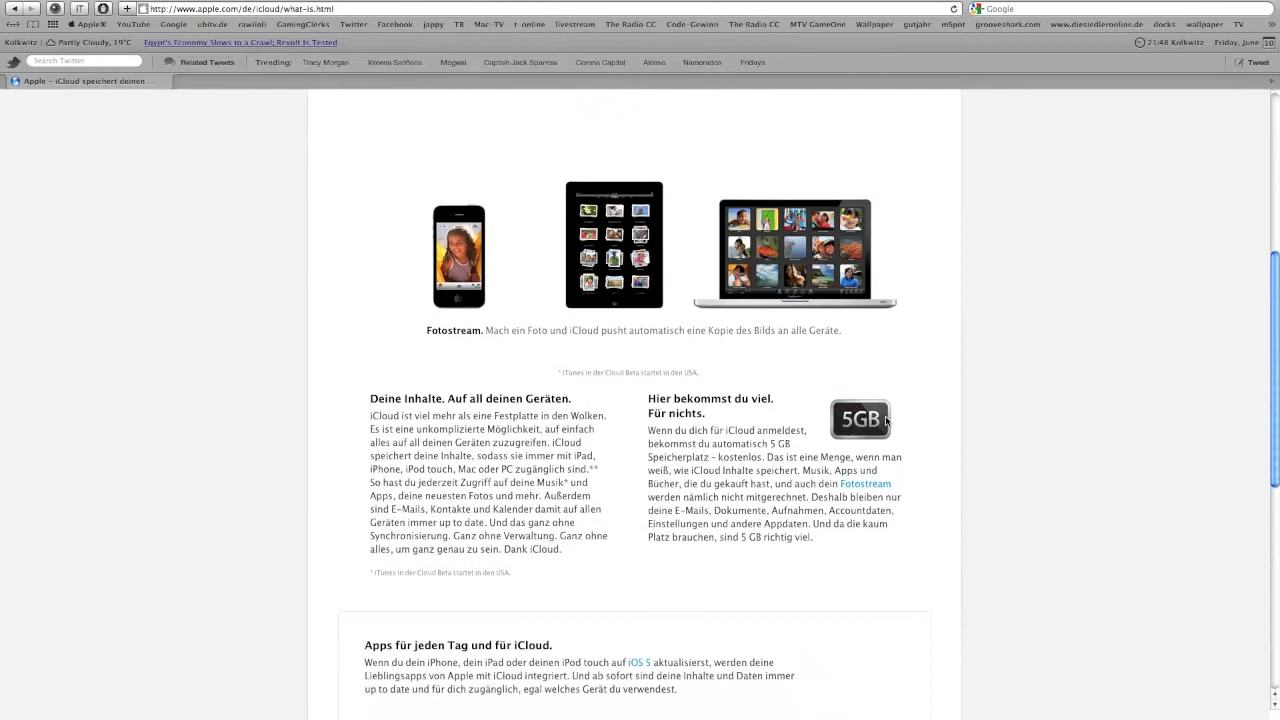 http://www.apple.com/de/icloud/what-is.html
Google
Apple® YouTube Google ubitv.de rawiioli GamingClerks Twitter Facebook jappy TB Mac-TV t-online livestream The Radio CC Code-Gewinn The Radio CC MTV GameOne Wallpaper gutjahr mSpot grooveshark.com www.diesiedleronline.de docks wallpaper TV
Kolkwitz Partly Cloudy, 19°C Egypt's Economy Slows to a Crawl; Revolt Is Tested 21:48 Kolkwitz Friday, June 10
Search Twitter Related Tweets Trending: Tracy Morgan Ximena Sariñana Mogwai Captain Jack Sparrow Corona Capital Alonso Namorados Fridays Tweet
Apple – iCloud speichert deinen ...
Fotostream. Mach ein Foto und iCloud pusht automatisch eine Kopie des Bilds an alle Geräte.
* iTunes in der Cloud Beta startet in den USA.
Deine Inhalte. Auf all deinen Geräten.
iCloud ist viel mehr als eine Festplatte in den Wolken.
Es ist eine unkomplizierte Möglichkeit, auf einfach
alles auf all deinen Geräten zuzugreifen. iCloud
speichert deine Inhalte, sodass sie immer mit iPad,
iPhone, iPod touch, Mac oder PC zugänglich sind.**
So hast du jederzeit Zugriff auf deine Musik* und
Apps, deine neuesten Fotos und mehr. Außerdem
sind E-Mails, Kontakte und Kalender damit auf allen
Geräten immer up to date. Und das ganz ohne
Synchronisierung. Ganz ohne Verwaltung. Ganz ohne
alles, um ganz genau zu sein. Dank iCloud.
* iTunes in der Cloud Beta startet in den USA.
Hier bekommst du viel.
Für nichts.
5GB
Wenn du dich für iCloud anmeldest,
bekommst du automatisch 5 GB
Speicherplatz – kostenlos. Das ist eine Menge, wenn man
weiß, wie iCloud Inhalte speichert. Musik, Apps und
Bücher, die du gekauft hast, und auch dein Fotostream
werden nämlich nicht mitgerechnet. Deshalb bleiben nur
deine E-Mails, Dokumente, Aufnahmen, Accountdaten,
Einstellungen und andere Appdaten. Und da die kaum
Platz brauchen, sind 5 GB richtig viel.
Apps für jeden Tag und für iCloud.
Wenn du dein iPhone, dein iPad oder deinen iPod touch auf iOS 5 aktualisierst, werden deine
Lieblingsapps von Apple mit iCloud integriert. Und ab sofort sind deine Inhalte und Daten immer
up to date und für dich zugänglich, egal welches Gerät du verwendest.